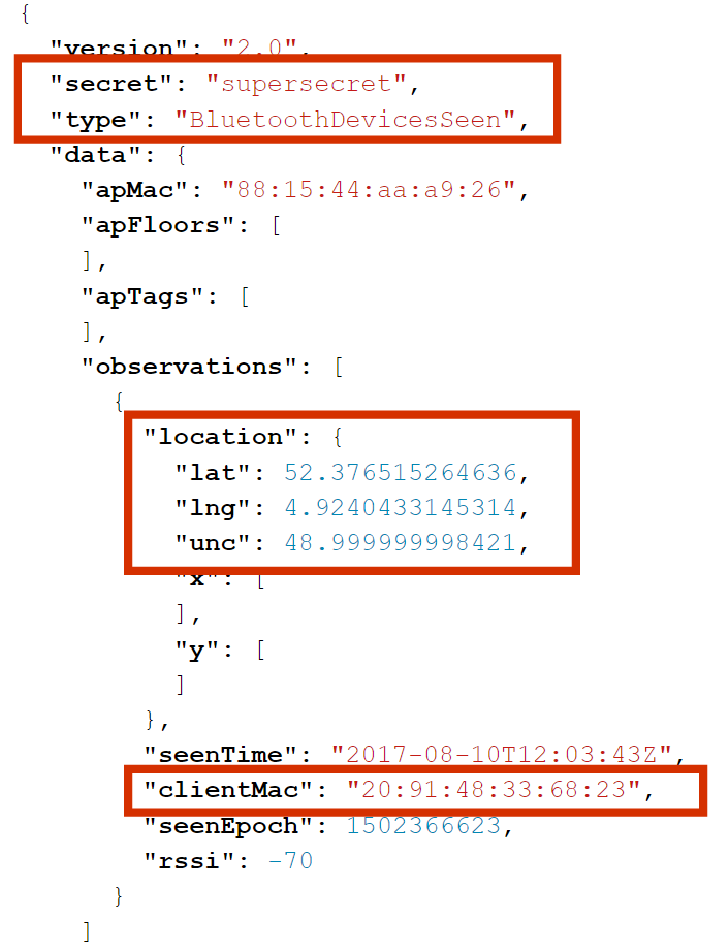 {
"version": "2.0",
"secret": "supersecret",
"type": "BluetoothDevicesSeen",
"data": {
"apMac": "88:15:44:aa:a9:26",
"apFloors": [
],
"apTags": [
],
"observations": [
{
"location": {
"lat": 52.376515264636,
"lng": 4.9240433145314,
"unc": 48.999999998421,
"x": [
],
"y": [
]
},
"seenTime": "2017-08-10T12:03:43Z",
"clientMac": "20:91:48:33:68:23",
"seenEpoch": 1502366623,
"rssi": -70
}
]